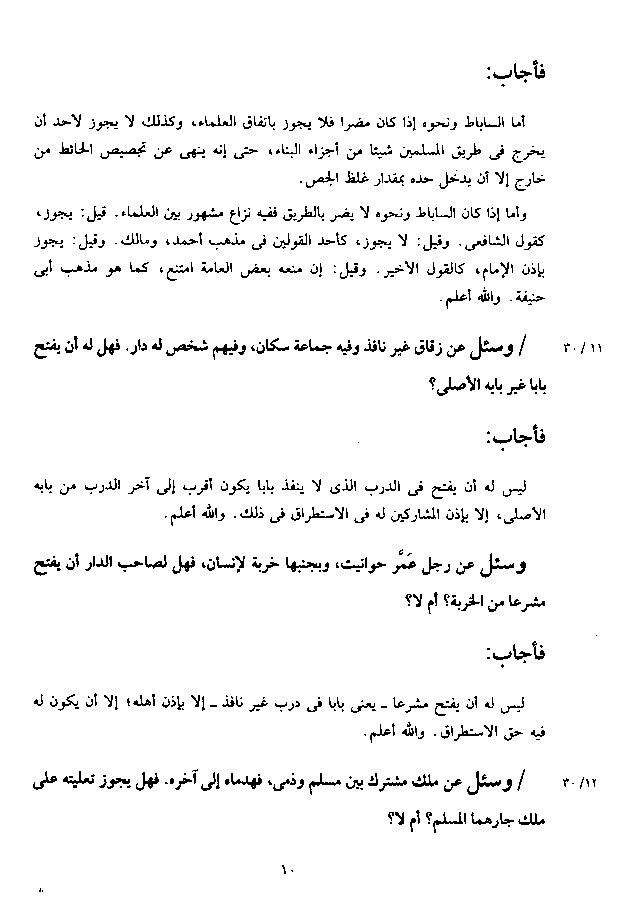 فأجاب:
أما الساباط ونحوه إذا كان مضرا فلا يجوز باتفاق العلماء، وكذلك لا يجوز لأحد أن
يخرج فى طريق المسلمين شيئا من أجزاء البناء، حتى إنه ينهى عن تجصيص الحائط من
خارج إلا أن يدخل حده بمقدار غلظ الجص.
وأما إذا كان الساباط ونحوه لا يضر بالطريق ففيه نزاع مشهور بين العلماء. قيل: يجوز،
كقول الشافعى. وقيل: لا يجوز، كأحد القولين فى مذهب أحمد، ومالك. وقيل: يجوز
بإذن الإمام، كالقول الأخير. وقيل: إن منعه بعض العامة امتنع، كما هو مذهب أبى
حنيفة. والله أعلم.
٣٠/١١ / وسئل عن زقاق غير نافذ وفيه جماعة سكان، وفيهم شخص له دار. فهل له أن يفتح
بابا غير بابه الأصلى؟
فأجاب:
ليس له أن يفتح فى الدرب الذى لا ينفذ بابا يكون أقرب إلى آخر الدرب من بابه
الأصلى، إلا بإذن المشاركين له فى الاستطراق فى ذلك. والله أعلم.
وسئل عن رجل عَمَّر حوانيت، وبجنبها خربة لإنسان، فهل لصاحب الدار أن يفتح
مشرعا من الخربة؟ أم لا؟
فأجاب:
ليس له أن يفتح مشرعا ـ يعنى بابا فى درب غير نافذ ـ إلا بإذن أهله؛ إلا أن يكون له
فيه حق الاستطراق. والله أعلم.
٣٠/١٢ / وسئل عن ملك مشترك بين مسلم وذمى، فهدماه إلى آخره. فهل يجوز تعليته على
ملك جارهما المسلم؟ أم لا؟
١٠